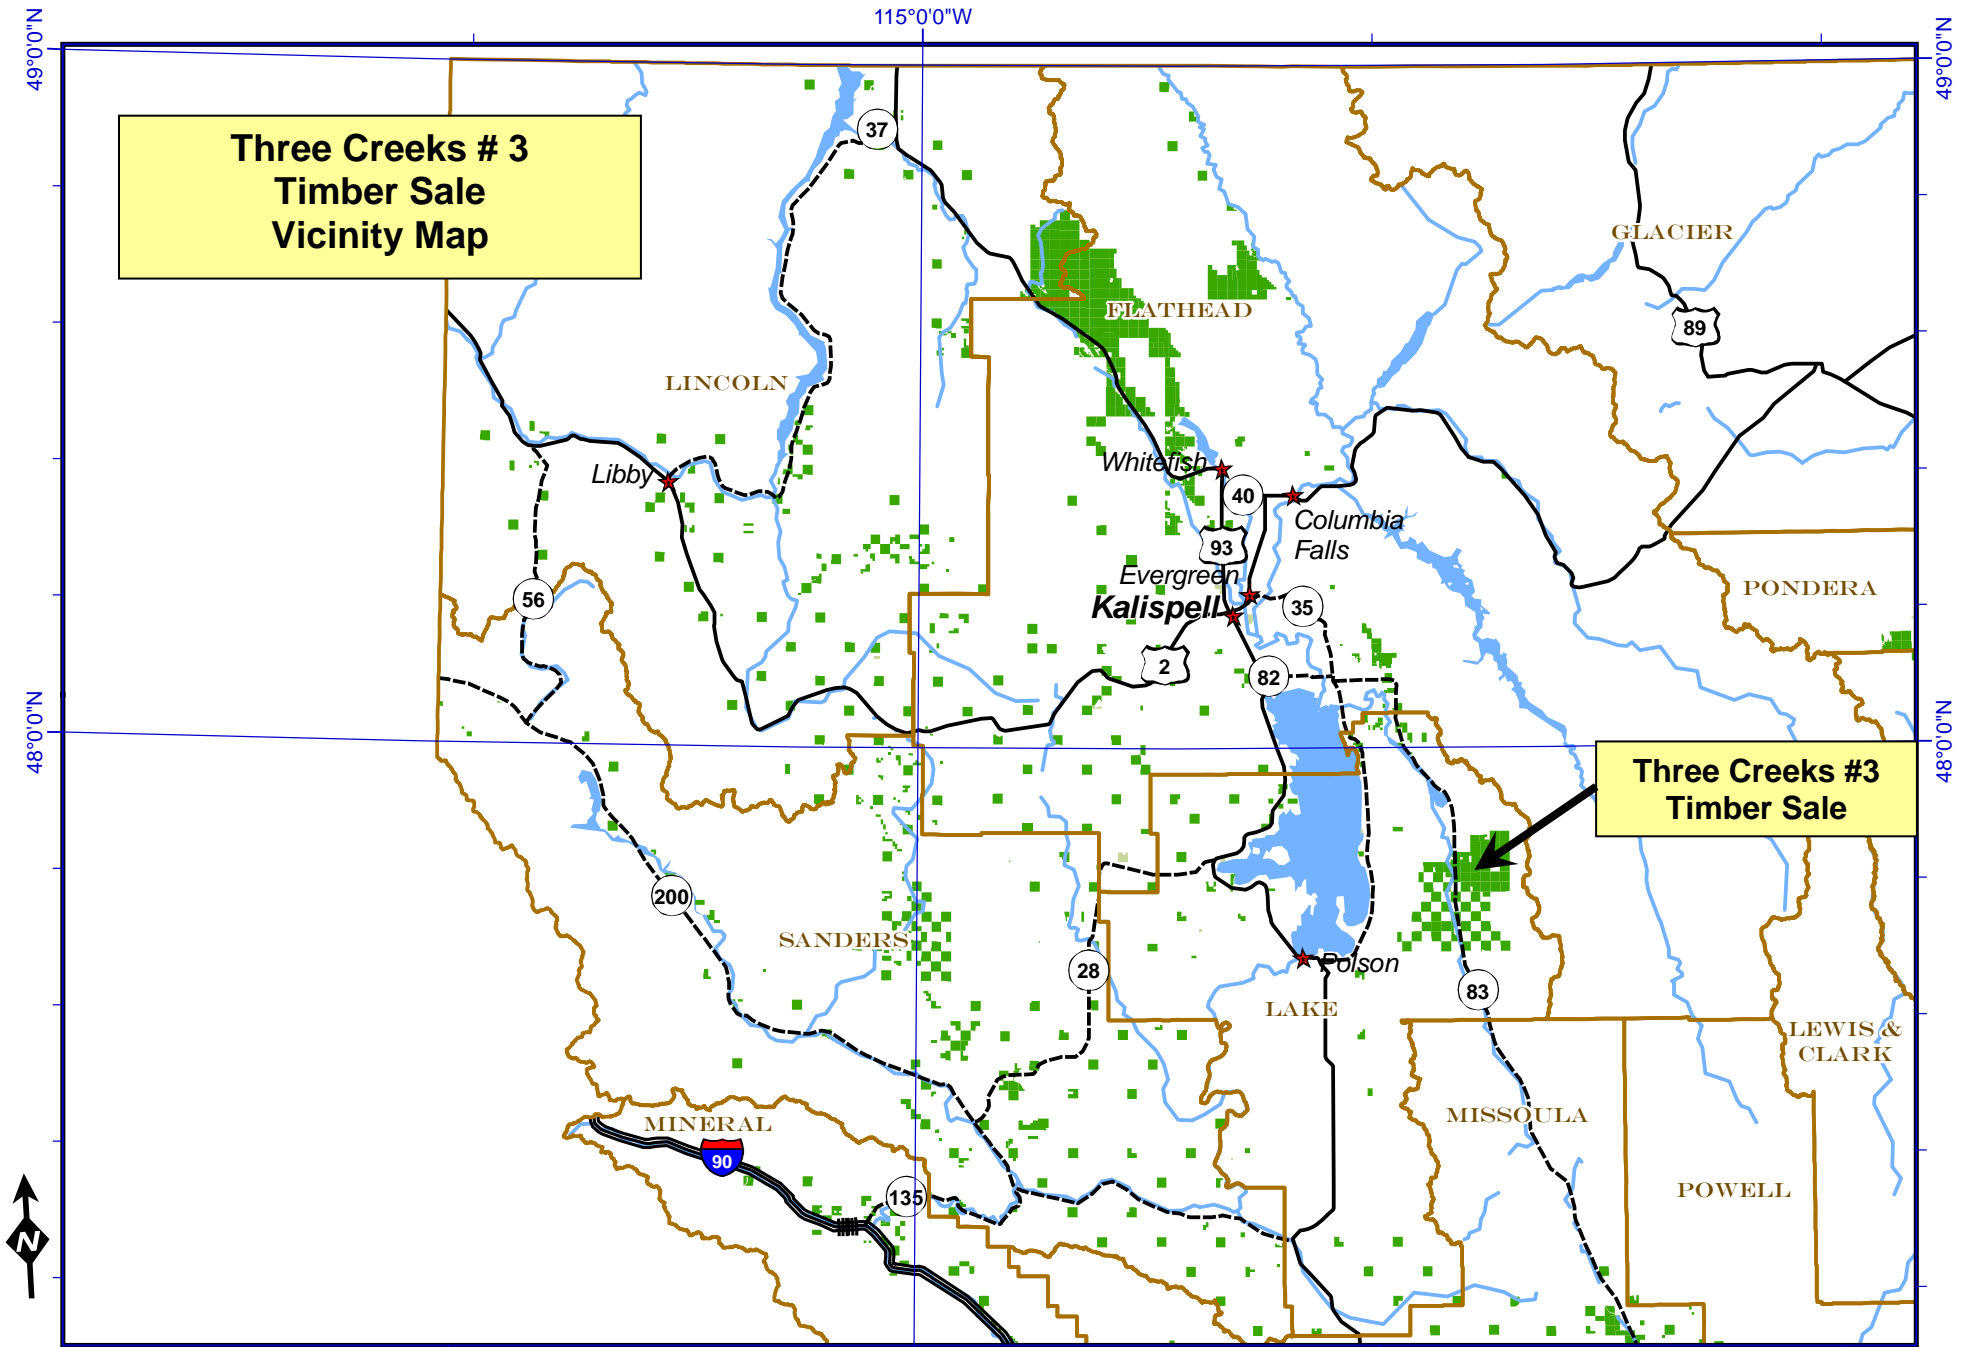 115°0'0"W
49°0'0"N
49°0'0"N
Three Creeks # 3
Timber Sale
Vicinity Map
37
GLACIER
FLATHEAD
89
LINCOLN
Whitefish
Libby
40
Columbia
Falls
93
Evergreen
56
Kalispell
35
PONDERA
2
82
48°0'0"N
48°0'0"N
Three Creeks #3
Timber Sale
200
SANDERS
28
Polson
83
LAKE
LEWIS &
CLARK
MINERAL
MISSOULA
90
135
POWELL
N